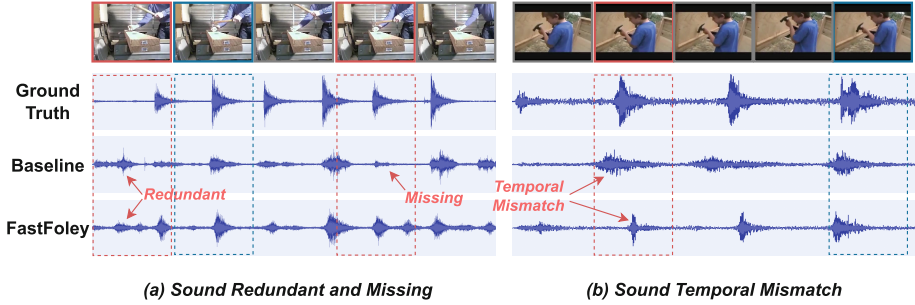 Ground
Truth
Baseline
Redundant
Missing
Temporal
Mismatch
FastFoley
(a) Sound Redundant and Missing
(b) Sound Temporal Mismatch